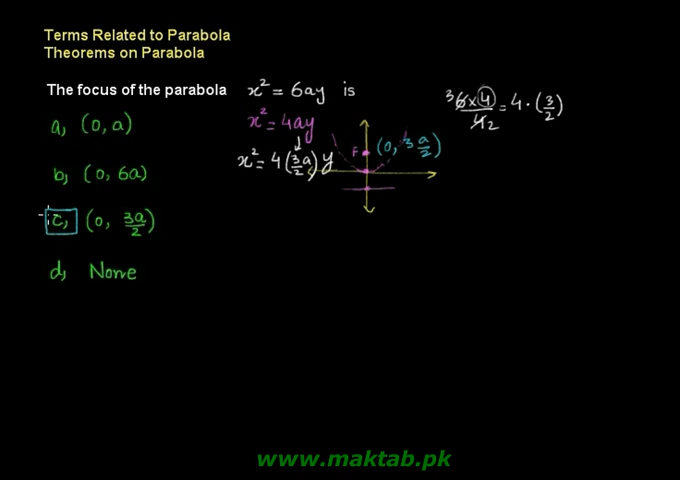 Terms Related to Parabola
Theorems on Parabola
The focus of the parabola x² = 6ay is
x² = 4ay
x² = 4(3a/2)y
3 6×4/4 2 = 4·(3/2)
F (0, 3a/2)
a, (0, a)
b, (0, 6a)
c, (0, 3a/2)
d, None
www.maktab.pk